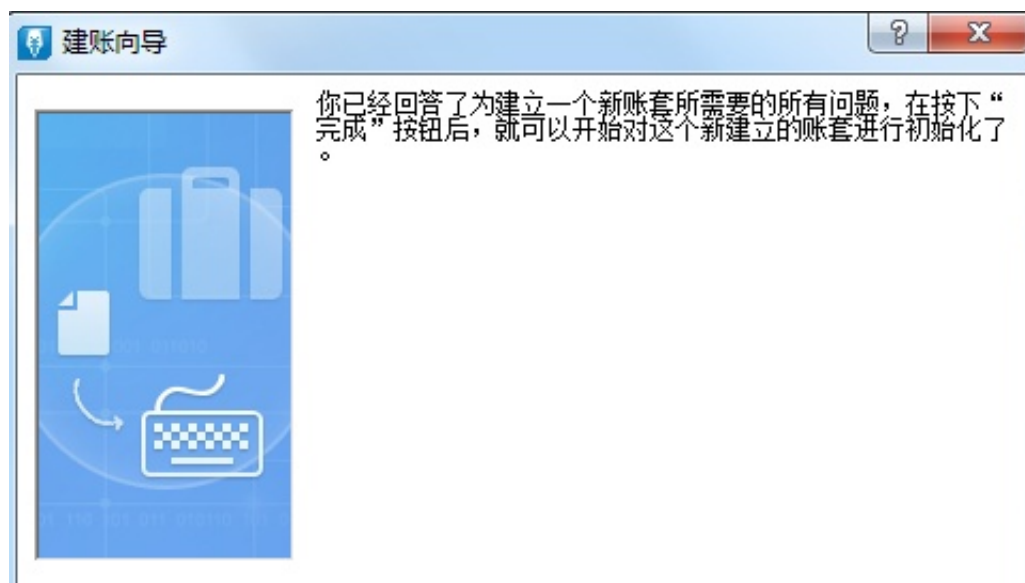 建账向导
你已经回答了为建立一个新账套所需要的所有问题，在按下“
完成”按钮后，就可以开始对这个新建立的账套进行初始化了
。
001 011010